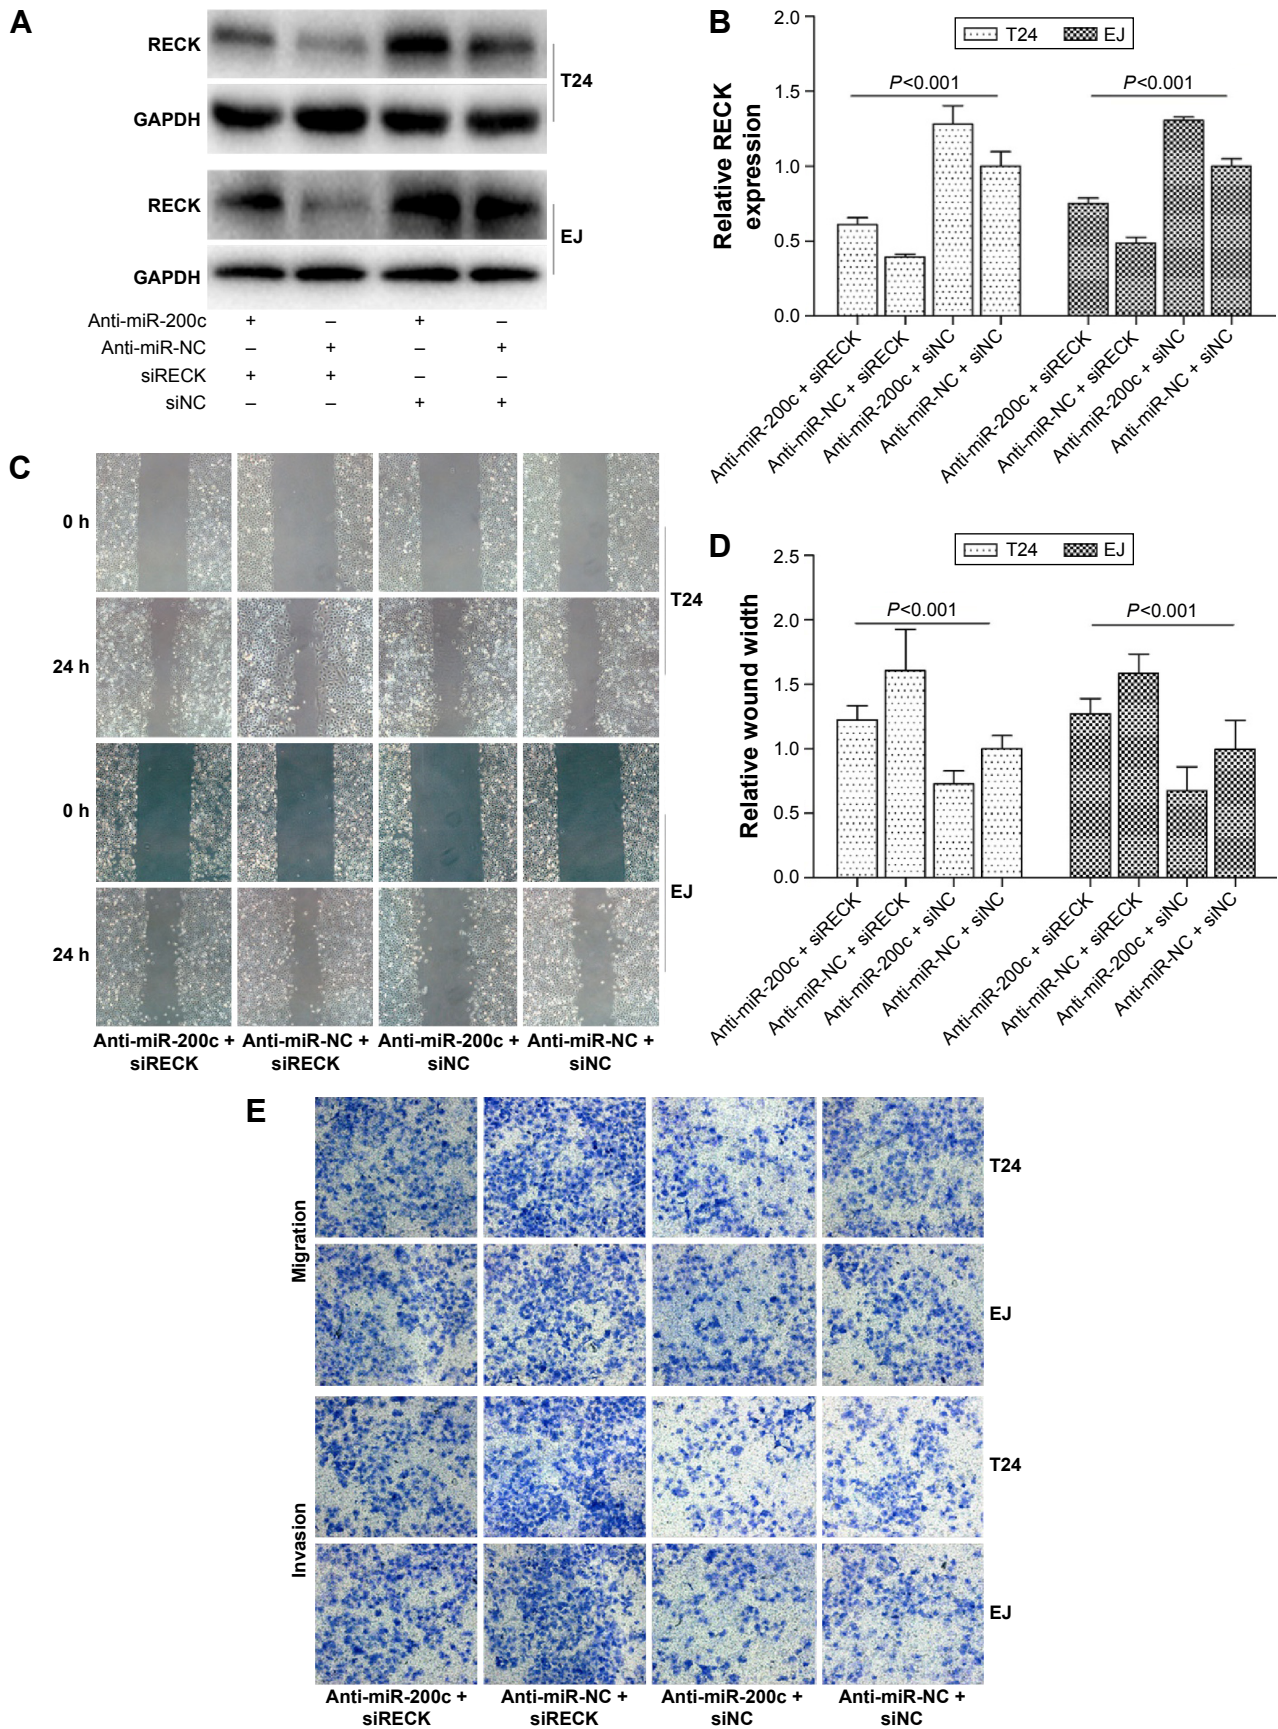 A
RECK
GAPDH
T24
RECK
GAPDH
EJ
Anti-miR-200c + – + –
Anti-miR-NC – + – +
siRECK + + – –
siNC – – + +
B
T24 EJ
Relative RECK
expression
2.0
1.5
1.0
0.5
0.0
P<0.001 P<0.001
Anti-miR-200c + siRECK
Anti-miR-NC + siRECK
Anti-miR-200c + siNC
Anti-miR-NC + siNC
Anti-miR-200c + siRECK
Anti-miR-NC + siRECK
Anti-miR-200c + siNC
Anti-miR-NC + siNC
C
0 h
24 h
T24
0 h
24 h
EJ
Anti-miR-200c +
siRECK
Anti-miR-NC +
siRECK
Anti-miR-200c +
siNC
Anti-miR-NC +
siNC
D
T24 EJ
Relative wound width
2.5
2.0
1.5
1.0
0.5
0.0
P<0.001 P<0.001
Anti-miR-200c + siRECK
Anti-miR-NC + siRECK
Anti-miR-200c + siNC
Anti-miR-NC + siNC
Anti-miR-200c + siRECK
Anti-miR-NC + siRECK
Anti-miR-200c + siNC
Anti-miR-NC + siNC
E
Migration
T24
EJ
Invasion
T24
EJ
Anti-miR-200c +
siRECK
Anti-miR-NC +
siRECK
Anti-miR-200c +
siNC
Anti-miR-NC +
siNC